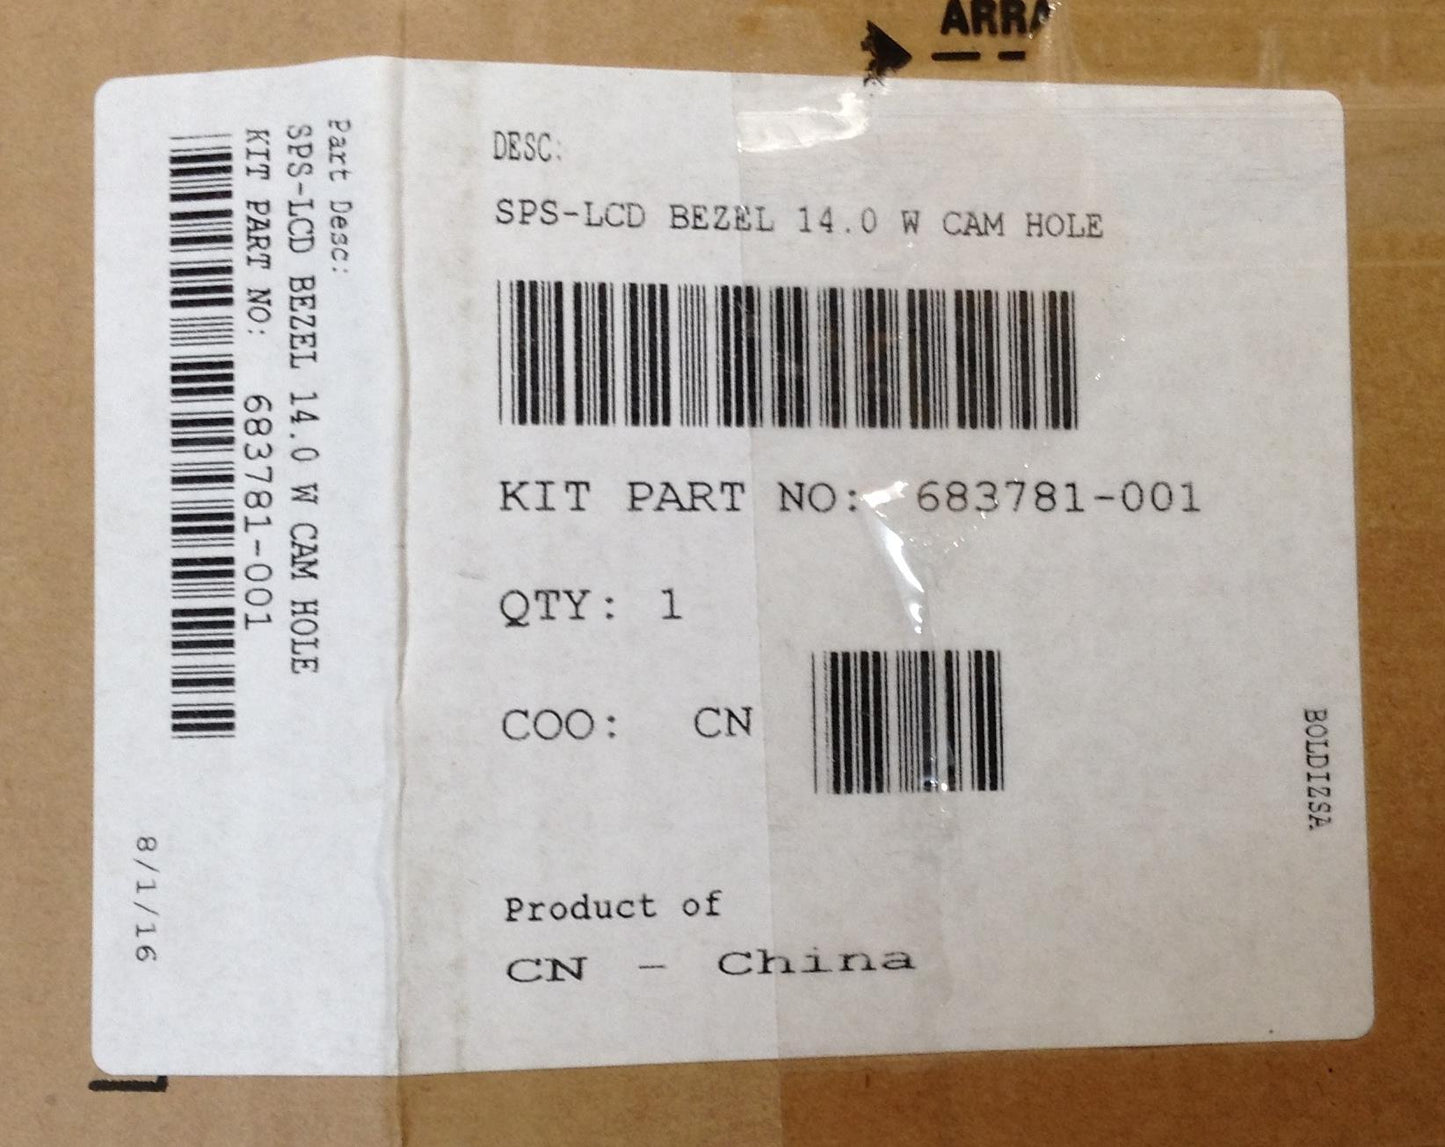 ARRA
Part Desc:
SPS-LCD BEZEL 14.0 W CAM HOLE
KIT PART NO: 683781-001
8/1/16
DESC:
SPS-LCD BEZEL 14.0 W CAM HOLE
KIT PART NO: 683781-001
QTY: 1
COO: CN
Product of
CN - China
BOLDIZSA